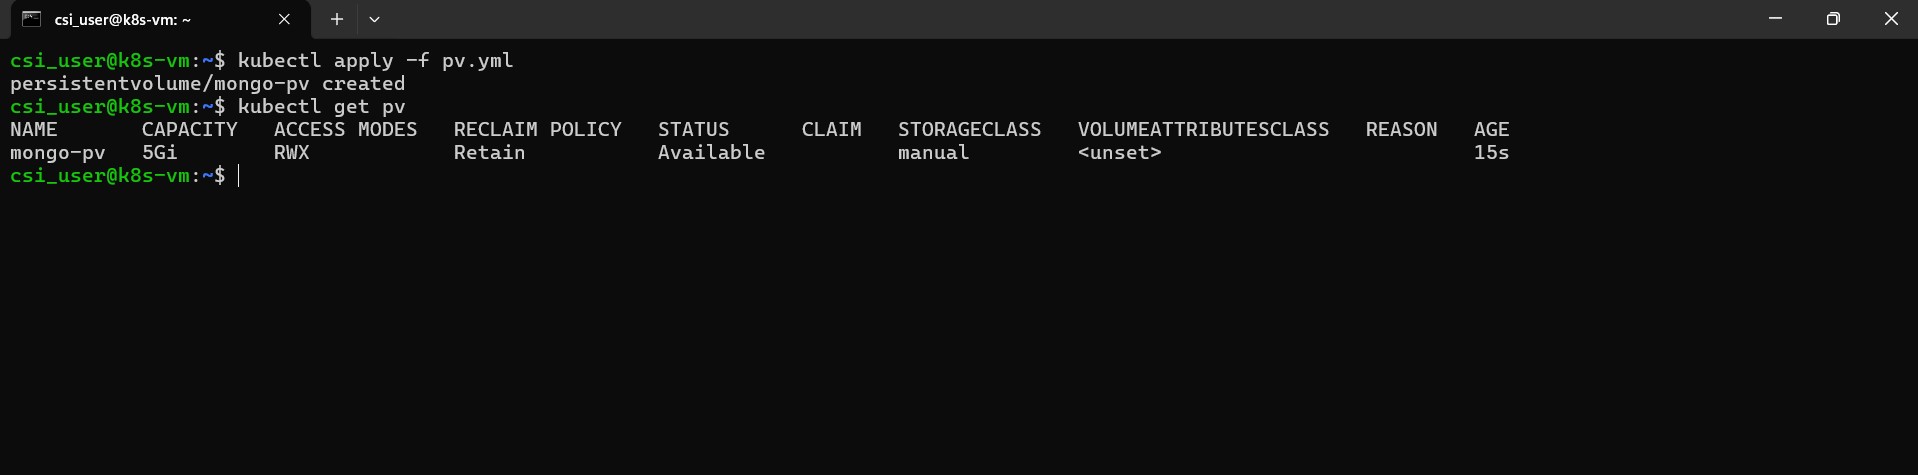 csi_user@k8s-vm: ~
csi_user@k8s-vm:~$ kubectl apply -f pv.yml
persistentvolume/mongo-pv created
csi_user@k8s-vm:~$ kubectl get pv
NAME       CAPACITY   ACCESS MODES   RECLAIM POLICY   STATUS      CLAIM   STORAGECLASS   VOLUMEATTRIBUTESCLASS   REASON   AGE
mongo-pv   5Gi        RWX            Retain           Available           manual         <unset>                          15s
csi_user@k8s-vm:~$